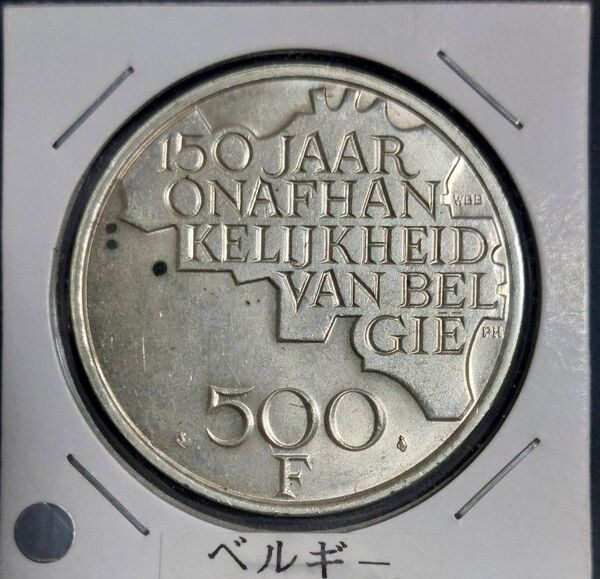 150 JAAR
ONAFHAN-
KELIJKHEID
VAN BEL-
GIË
WBB
PH
500
F
ベルギー